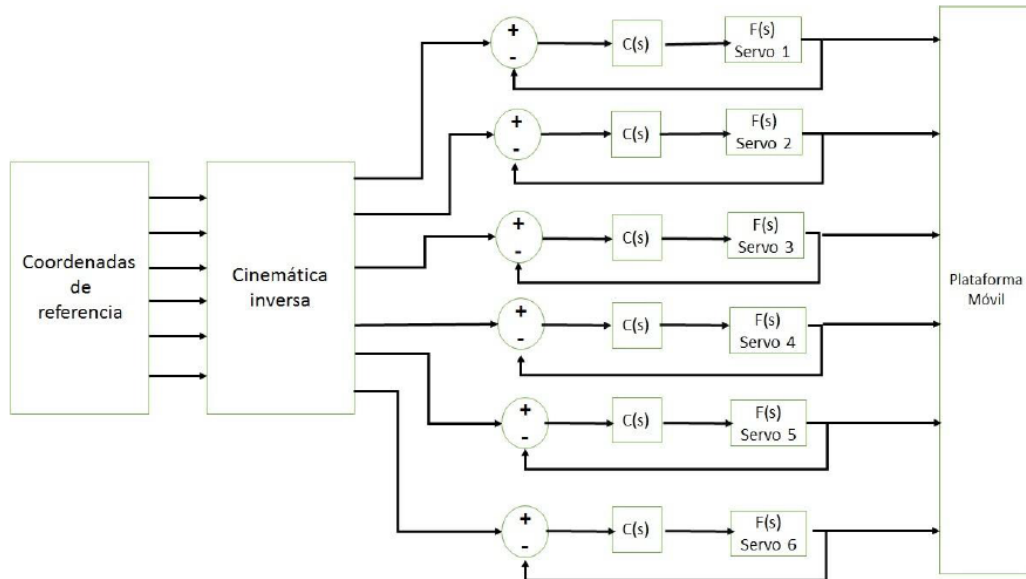 Coordenadas
de
referencia
Cinemática
inversa
+
-
C(s)
F(s)
Servo 1
+
-
C(s)
F(s)
Servo 2
+
-
C(s)
F(s)
Servo 3
+
-
C(s)
F(s)
Servo 4
+
-
C(s)
F(s)
Servo 5
+
-
C(s)
F(s)
Servo 6
Plataforma
Móvil